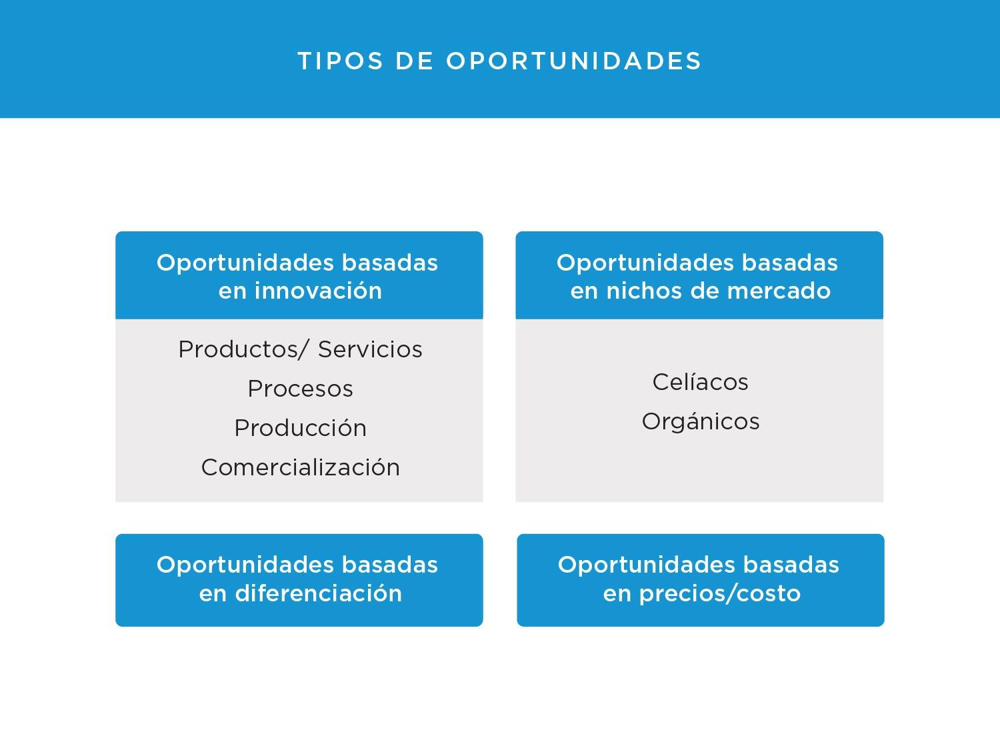 TIPOS DE OPORTUNIDADES
Oportunidades basadas
en innovación
Productos/ Servicios
Procesos
Producción
Comercialización
Oportunidades basadas
en nichos de mercado
Celíacos
Orgánicos
Oportunidades basadas
en diferenciación
Oportunidades basadas
en precios/costo